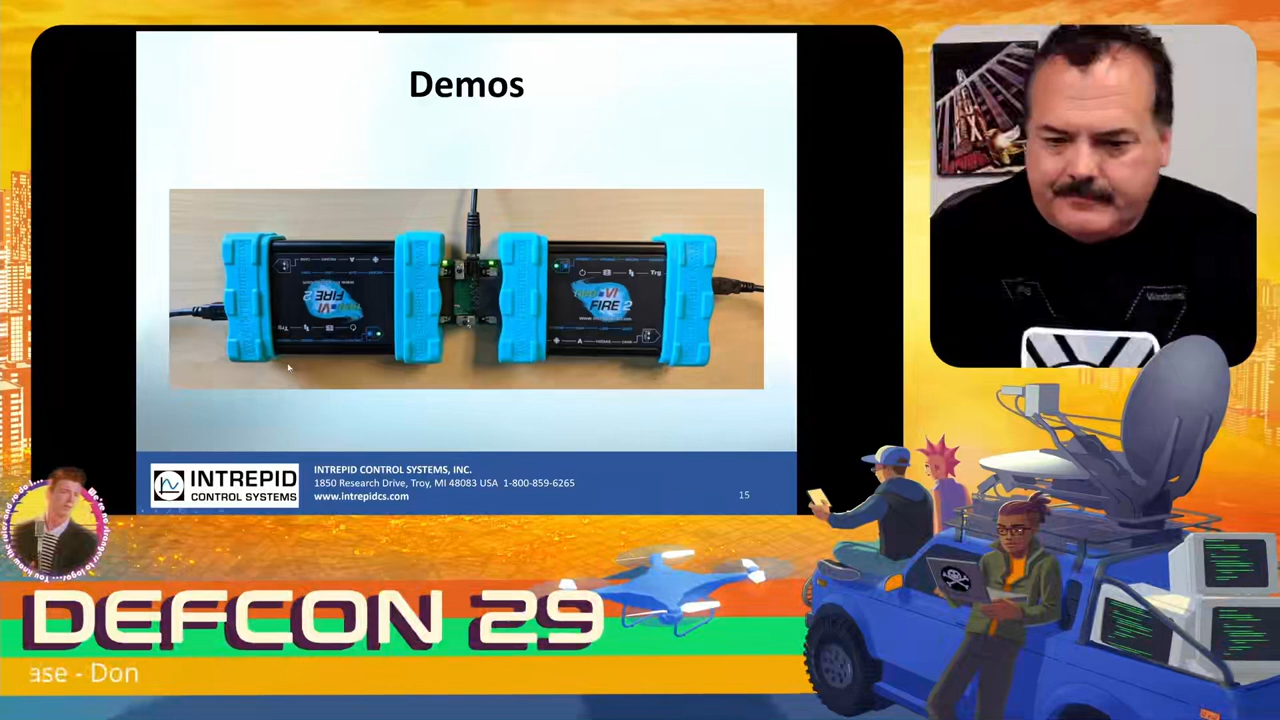 Demos
FIRE 2
FIRE 2
Trg
INTREPID
CONTROL SYSTEMS
INTREPID CONTROL SYSTEMS, INC.
1850 Research Drive, Troy, MI 48083 USA 1-800-859-6265
www.intrepidcs.com
15
DEFCON 29
ase - Don